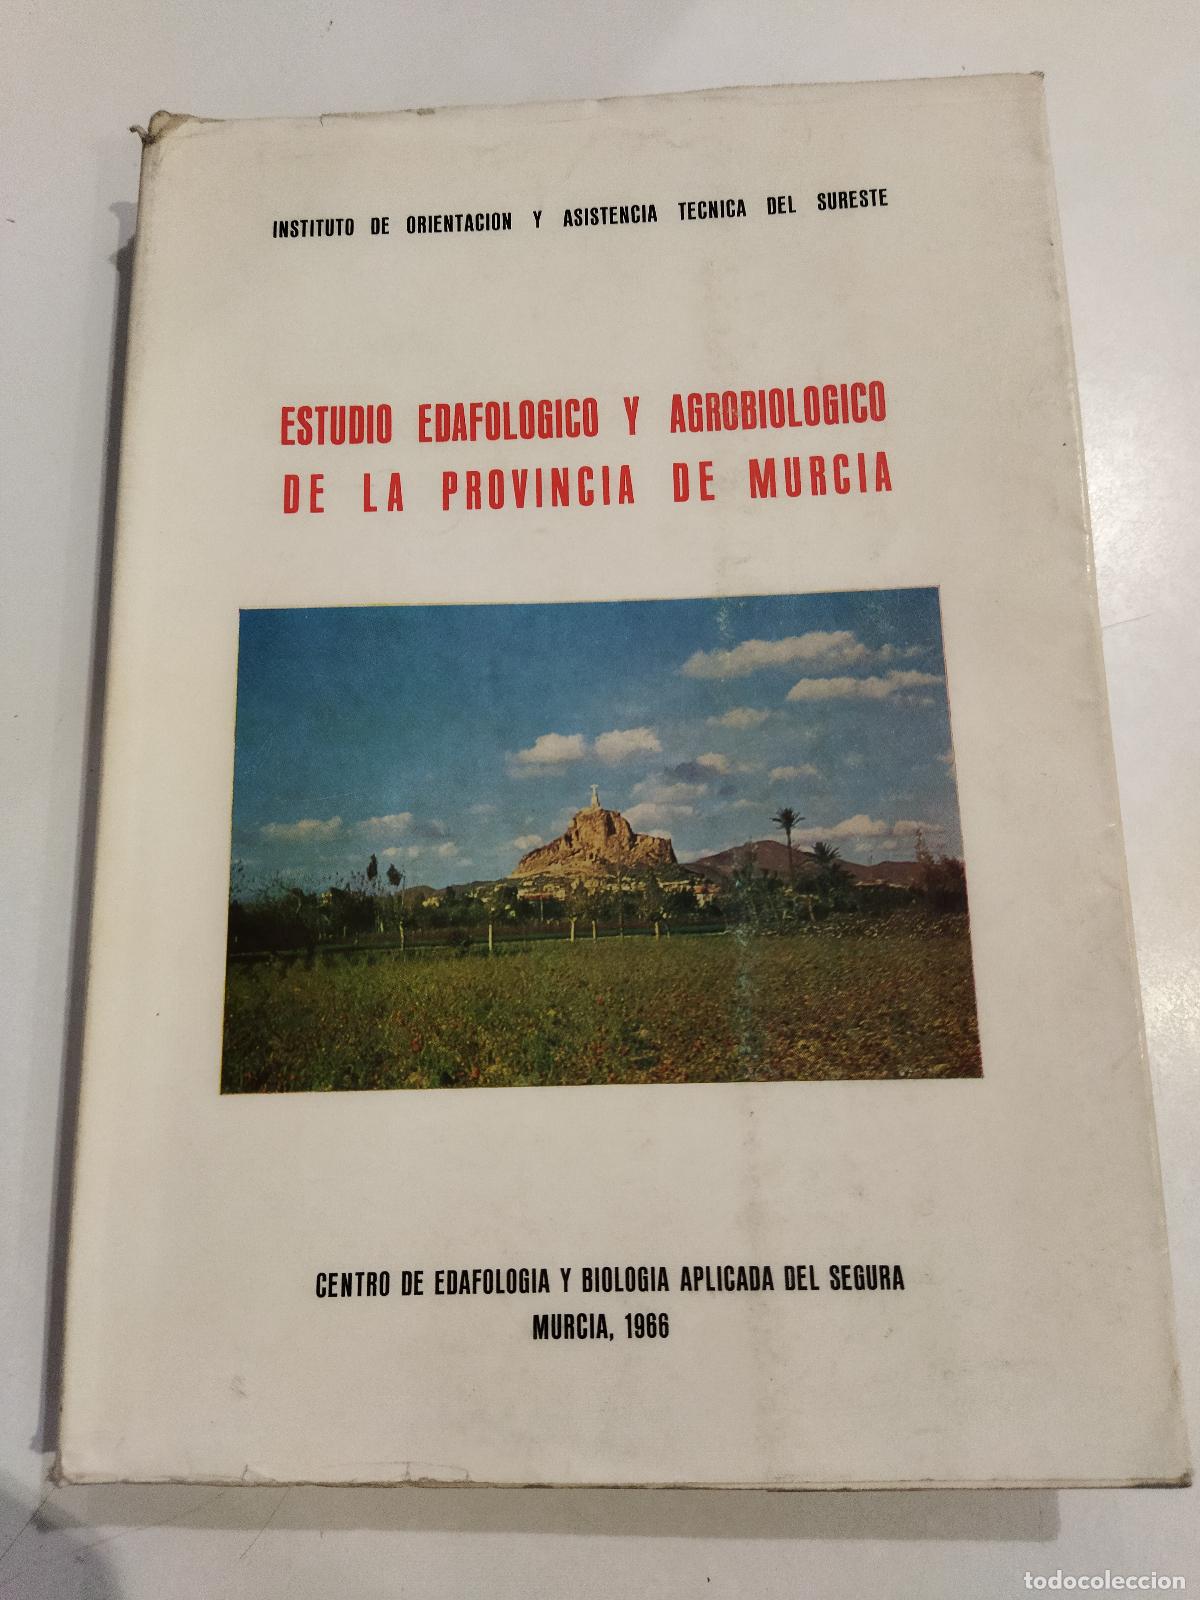 INSTITUTO DE ORIENTACION Y ASISTENCIA TECNICA DEL SURESTE
ESTUDIO EDAFOLOGICO Y AGROBIOLOGICO
DE LA PROVINCIA DE MURCIA
CENTRO DE EDAFOLOGIA Y BIOLOGIA APLICADA DEL SEGURA
MURCIA, 1966
todocoleccion